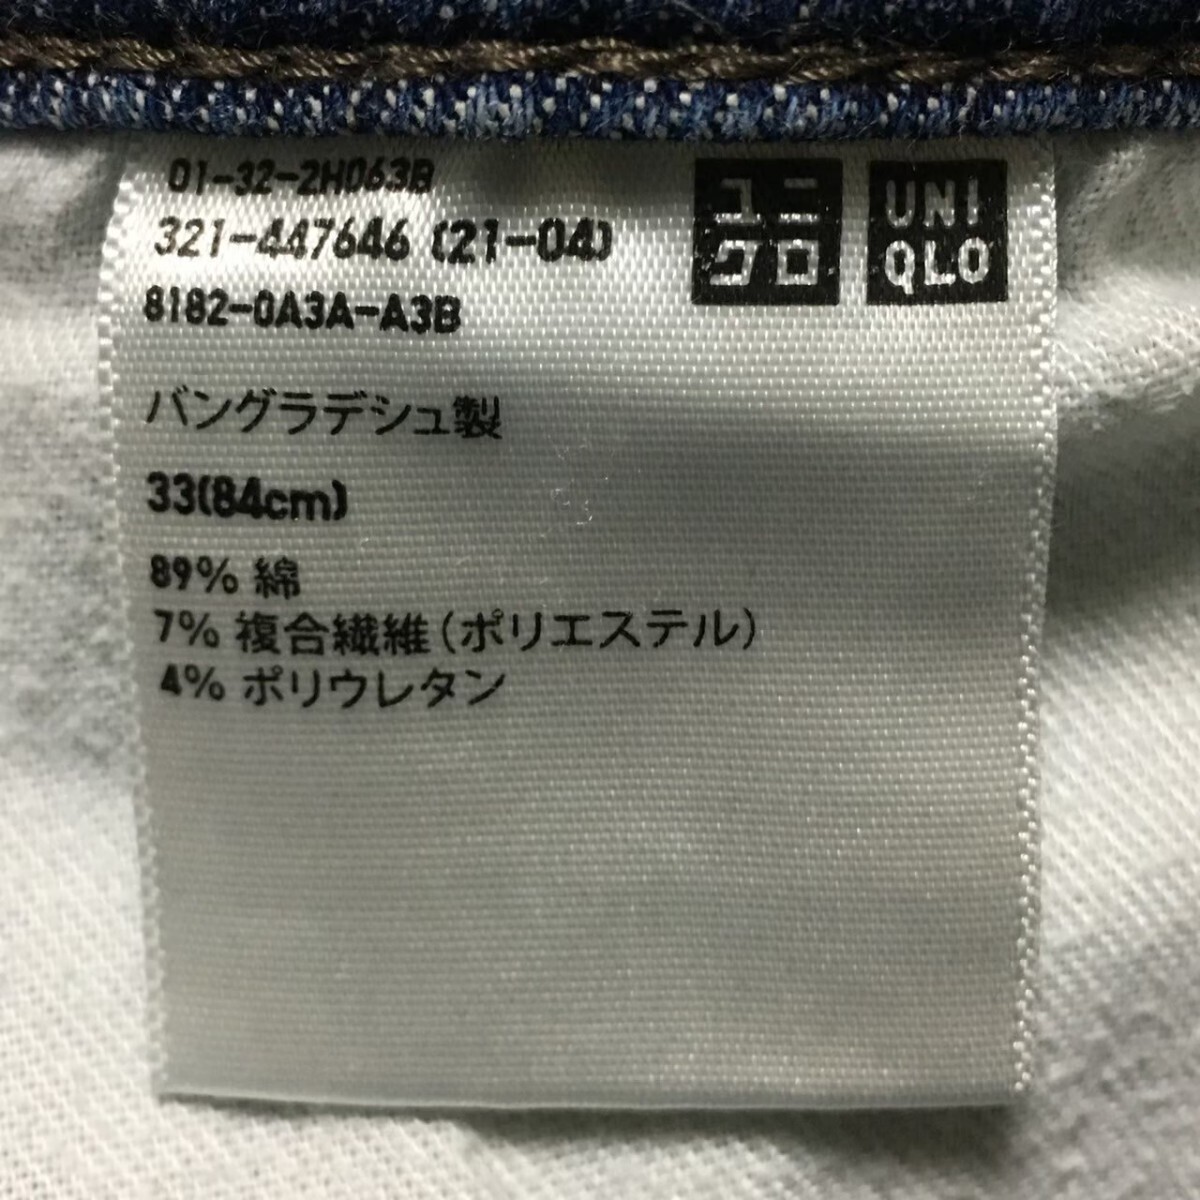 01-32-2H063B
321-447646 (21-04)
8182-0A3A-A3B
ユニ
クロ
UNI
QLO
バングラデシュ製
33(84cm)
89% 綿
7% 複合繊維(ポリエステル)
4% ポリウレタン